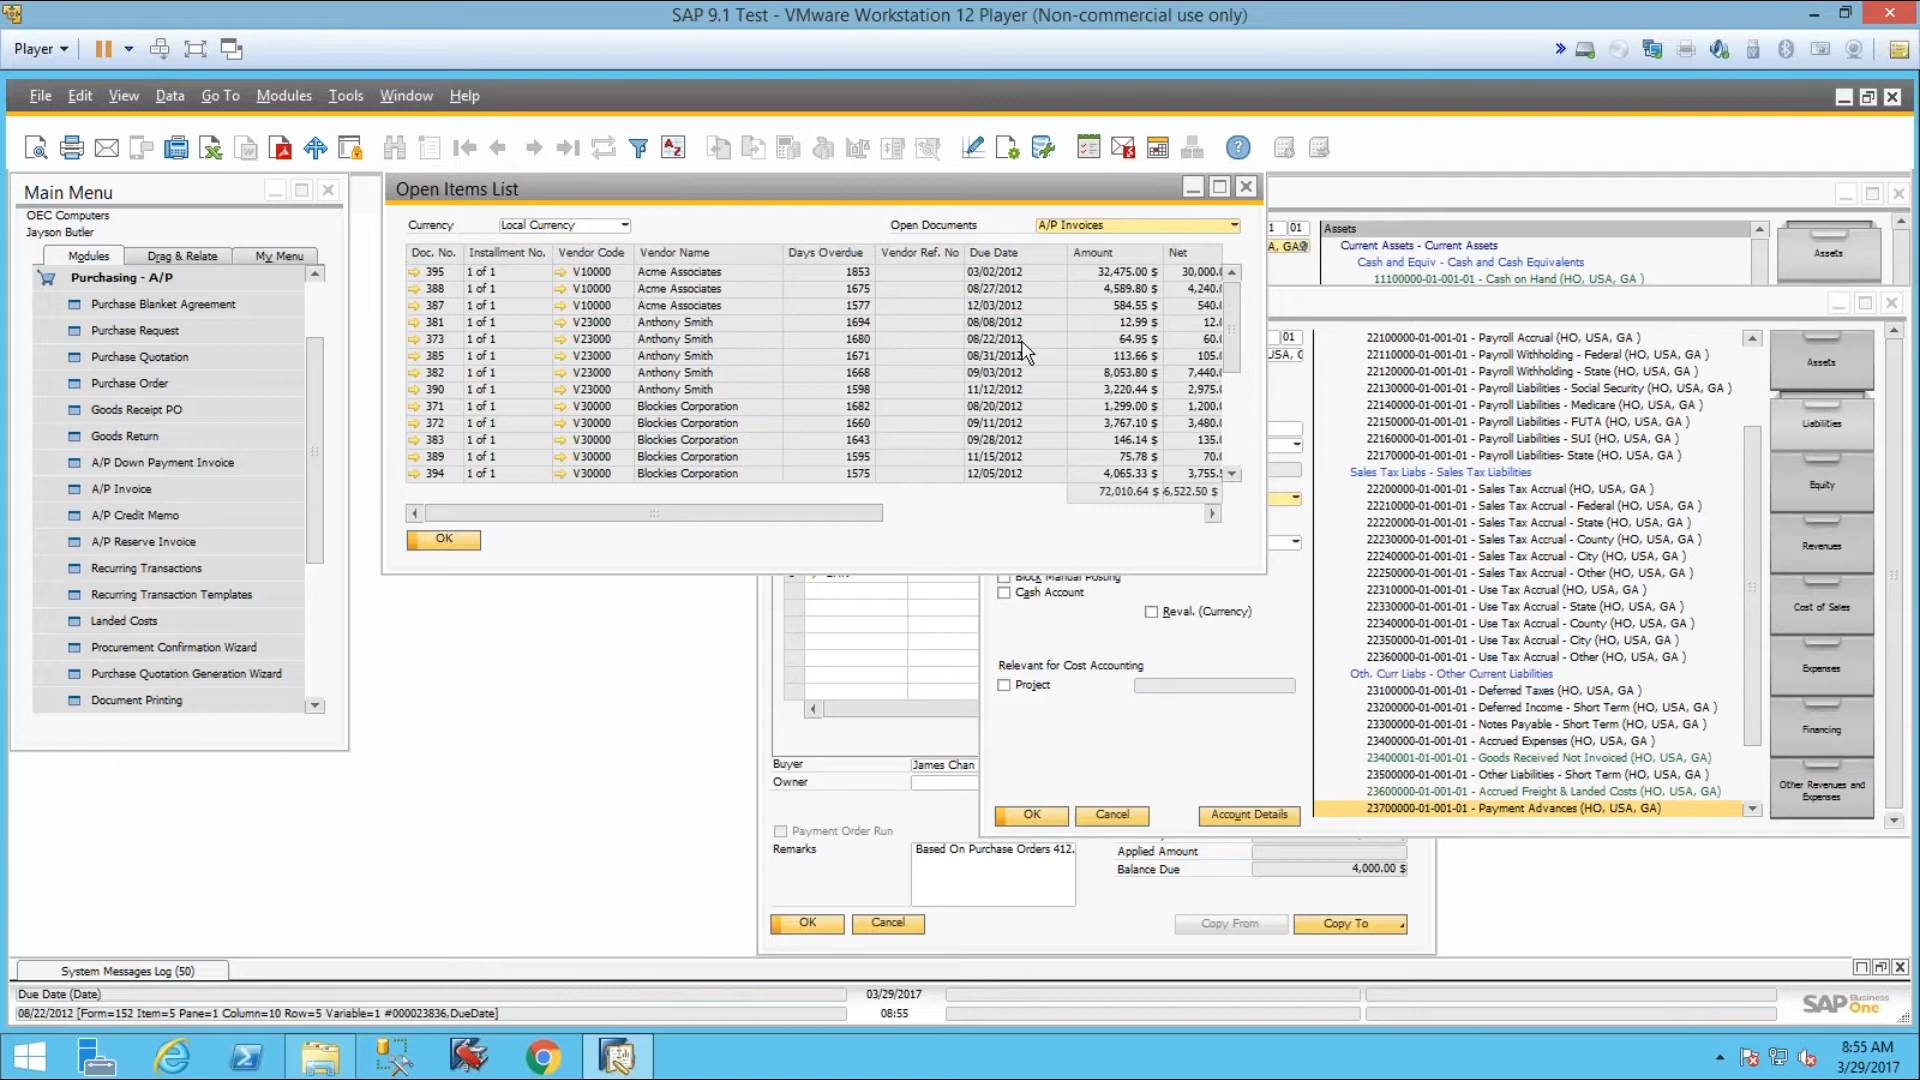 SAP 9.1 Test - VMware Workstation 12 Player (Non-commercial use only)
Player
File Edit View Data Go To Modules Tools Window Help
Main Menu
OEC Computers
Jayson Butler
Modules Drag & Relate My Menu
Purchasing - A/P
Purchase Blanket Agreement
Purchase Request
Purchase Quotation
Purchase Order
Goods Receipt PO
Goods Return
A/P Down Payment Invoice
A/P Invoice
A/P Credit Memo
A/P Reserve Invoice
Recurring Transactions
Recurring Transaction Templates
Landed Costs
Procurement Confirmation Wizard
Purchase Quotation Generation Wizard
Document Printing
Open Items List
Currency Local Currency Open Documents A/P Invoices
Doc. No. Installment No. Vendor Code Vendor Name Days Overdue Vendor Ref. No Due Date Amount Net
395 1 of 1 V10000 Acme Associates 1853 03/02/2012 32,475.00 $ 30,000.
388 1 of 1 V10000 Acme Associates 1675 08/27/2012 4,589.80 $ 4,240.
387 1 of 1 V10000 Acme Associates 1577 12/03/2012 584.55 $ 540.
381 1 of 1 V23000 Anthony Smith 1694 08/08/2012 12.99 $ 12.
373 1 of 1 V23000 Anthony Smith 1680 08/22/2012 64.95 $ 60.
385 1 of 1 V23000 Anthony Smith 1671 08/31/2012 113.66 $ 105.
382 1 of 1 V23000 Anthony Smith 1668 09/03/2012 8,053.80 $ 7,440.
390 1 of 1 V23000 Anthony Smith 1598 11/12/2012 3,220.44 $ 2,975.
371 1 of 1 V30000 Blockies Corporation 1682 08/20/2012 1,299.00 $ 1,200.
372 1 of 1 V30000 Blockies Corporation 1660 09/11/2012 3,767.10 $ 3,480.
383 1 of 1 V30000 Blockies Corporation 1643 09/28/2012 146.14 $ 135.
389 1 of 1 V30000 Blockies Corporation 1595 11/15/2012 75.78 $ 70.
394 1 of 1 V30000 Blockies Corporation 1575 12/05/2012 4,065.33 $ 3,755.
72,010.64 $ 6,522.50 $
OK
1 01
A, GA
Assets
Current Assets - Current Assets
Cash and Equiv - Cash and Cash Equivalents
11100000-01-001-01 - Cash on Hand (HO, USA, GA )
Assets
01
USA, G
22100000-01-001-01 - Payroll Accrual (HO, USA, GA )
22110000-01-001-01 - Payroll Withholding - Federal (HO, USA, GA )
22120000-01-001-01 - Payroll Withholding - State (HO, USA, GA )
22130000-01-001-01 - Payroll Liabilities - Social Security (HO, USA, GA )
22140000-01-001-01 - Payroll Liabilities - Medicare (HO, USA, GA )
22150000-01-001-01 - Payroll Liabilities - FUTA (HO, USA, GA )
22160000-01-001-01 - Payroll Liabilities - SUI (HO, USA, GA )
22170000-01-001-01 - Payroll Liabilities- State (HO, USA, GA )
Sales Tax Liabs - Sales Tax Liabilities
22200000-01-001-01 - Sales Tax Accrual (HO, USA, GA )
22210000-01-001-01 - Sales Tax Accrual - Federal (HO, USA, GA )
22220000-01-001-01 - Sales Tax Accrual - State (HO, USA, GA )
22230000-01-001-01 - Sales Tax Accrual - County (HO, USA, GA )
22240000-01-001-01 - Sales Tax Accrual - City (HO, USA, GA )
22250000-01-001-01 - Sales Tax Accrual - Other (HO, USA, GA )
22310000-01-001-01 - Use Tax Accrual (HO, USA, GA )
22330000-01-001-01 - Use Tax Accrual - State (HO, USA, GA )
22340000-01-001-01 - Use Tax Accrual - County (HO, USA, GA )
22350000-01-001-01 - Use Tax Accrual - City (HO, USA, GA )
22360000-01-001-01 - Use Tax Accrual - Other (HO, USA, GA )
Oth. Curr Liabs - Other Current Liabilities
23100000-01-001-01 - Deferred Taxes (HO, USA, GA )
23200000-01-001-01 - Deferred Income - Short Term (HO, USA, GA )
23300000-01-001-01 - Notes Payable - Short Term (HO, USA, GA )
23400000-01-001-01 - Accrued Expenses (HO, USA, GA )
23400001-01-001-01 - Goods Received Not Invoiced (HO, USA, GA)
23500000-01-001-01 - Other Liabilities - Short Term (HO, USA, GA )
23600000-01-001-01 - Accrued Freight & Landed Costs (HO, USA, GA )
23700000-01-001-01 - Payment Advances (HO, USA, GA)
Assets
Liabilities
Equity
Revenues
Cost of Sales
Expenses
Financing
Other Revenues and Expenses
Block Manual Posting
Cash Account
Reval. (Currency)
Relevant for Cost Accounting
Project
OK Cancel Account Details
Buyer James Chan
Owner
Payment Order Run
Remarks Based On Purchase Orders 412.
Applied Amount
Balance Due 4,000.00 $
OK Cancel Copy From Copy To
System Messages Log (50)
Due Date (Date) 03/29/2017
08/22/2012 [Form=152 Item=5 Pane=1 Column=10 Row=5 Variable=1 #000023836,DueDate] 08:55
SAP Business One
8:55 AM
3/29/2017